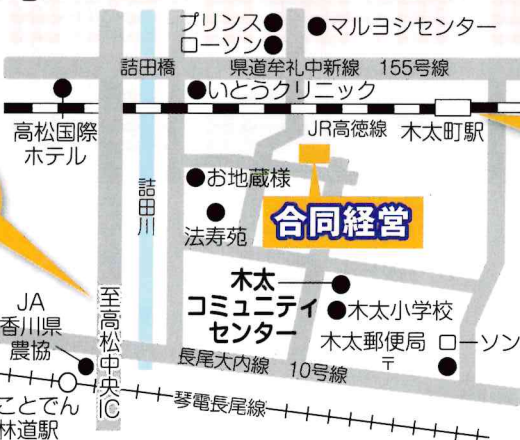 プリンス
ローソン
マルヨシセンター
詰田橋
県道牟礼中新線 155号線
いとうクリニック
高松国際
ホテル
JR高徳線
木太町駅
お地蔵様
詰田川
法寿苑
合同経営
木太
コミュニティ
センター
木太小学校
木太郵便局
〒
ローソン
JA
香川県
農協
至高松中央IC
長尾大内線 10号線
琴電長尾線
ことでん
林道駅